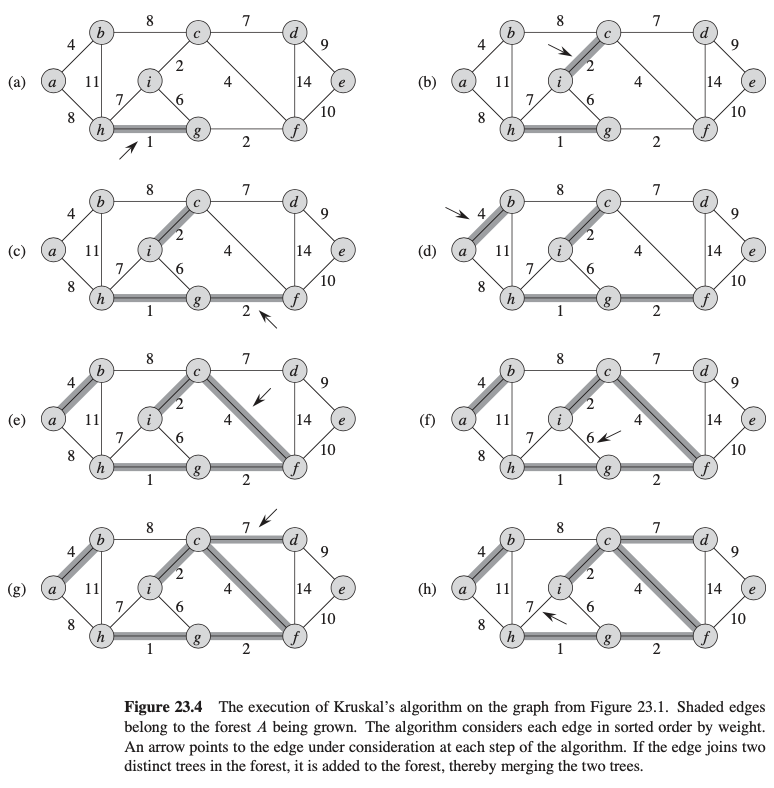 8 7
b c d
4 9
2
(a) a 11 i 4 14 e
7 6
8 10
h g f
1 2
8 7
b c d
4 9
2
(b) a 11 i 4 14 e
7 6
8 10
h g f
1 2
8 7
b c d
4 9
2
(c) a 11 i 4 14 e
7 6
8 10
h g f
1 2
8 7
b c d
4 9
2
(d) a 11 i 4 14 e
7 6
8 10
h g f
1 2
8 7
b c d
4 9
2
(e) a 11 i 4 14 e
7 6
8 10
h g f
1 2
8 7
b c d
4 9
2
(f) a 11 i 4 14 e
7 6
8 10
h g f
1 2
8 7
b c d
4 9
2
(g) a 11 i 4 14 e
7 6
8 10
h g f
1 2
8 7
b c d
4 9
2
(h) a 11 i 4 14 e
7 6
8 10
h g f
1 2
Figure 23.4 The execution of Kruskal's algorithm on the graph from Figure 23.1. Shaded edges
belong to the forest A being grown. The algorithm considers each edge in sorted order by weight.
An arrow points to the edge under consideration at each step of the algorithm. If the edge joins two
distinct trees in the forest, it is added to the forest, thereby merging the two trees.